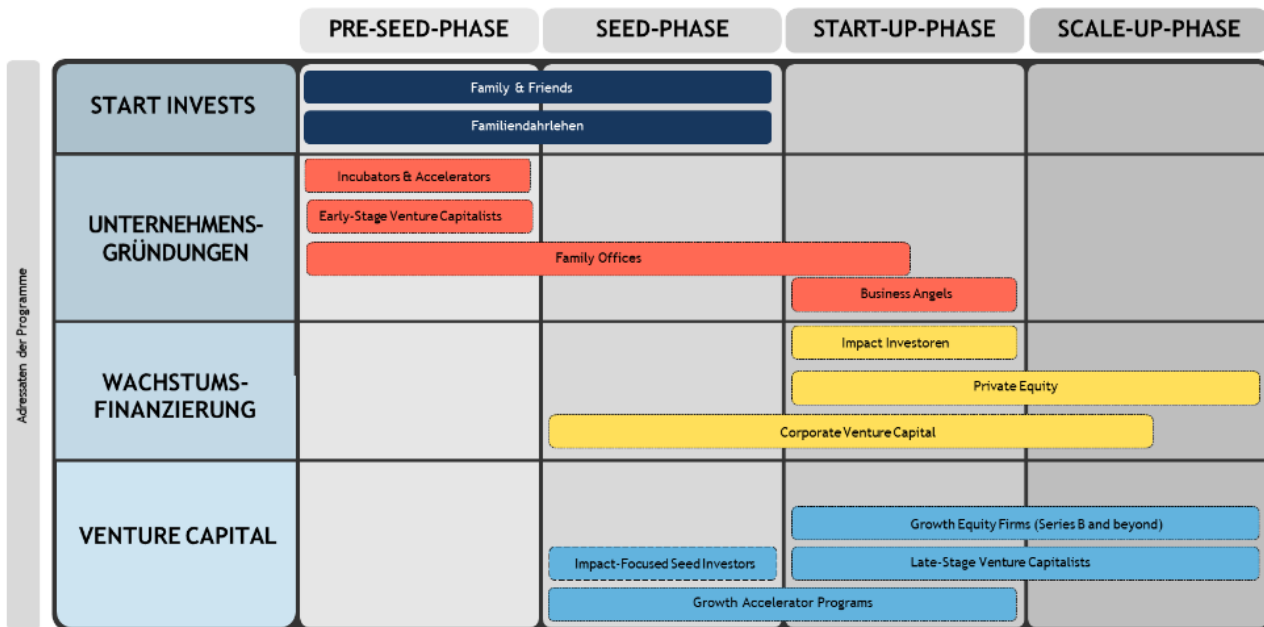 PRE-SEED-PHASE
SEED-PHASE
START-UP-PHASE
SCALE-UP-PHASE
Adressaten der Programme
START INVESTS
Family & Friends
Familiendahrlehen
UNTERNEHMENS-
GRÜNDUNGEN
Incubators & Accelerators
Early-Stage Venture Capitalists
Family Offices
Business Angels
WACHSTUMS-
FINANZIERUNG
Impact Investoren
Private Equity
Corporate Venture Capital
VENTURE CAPITAL
Growth Equity Firms (Series B and beyond)
Impact-Focused Seed Investors
Late-Stage Venture Capitalists
Growth Accelerator Programs